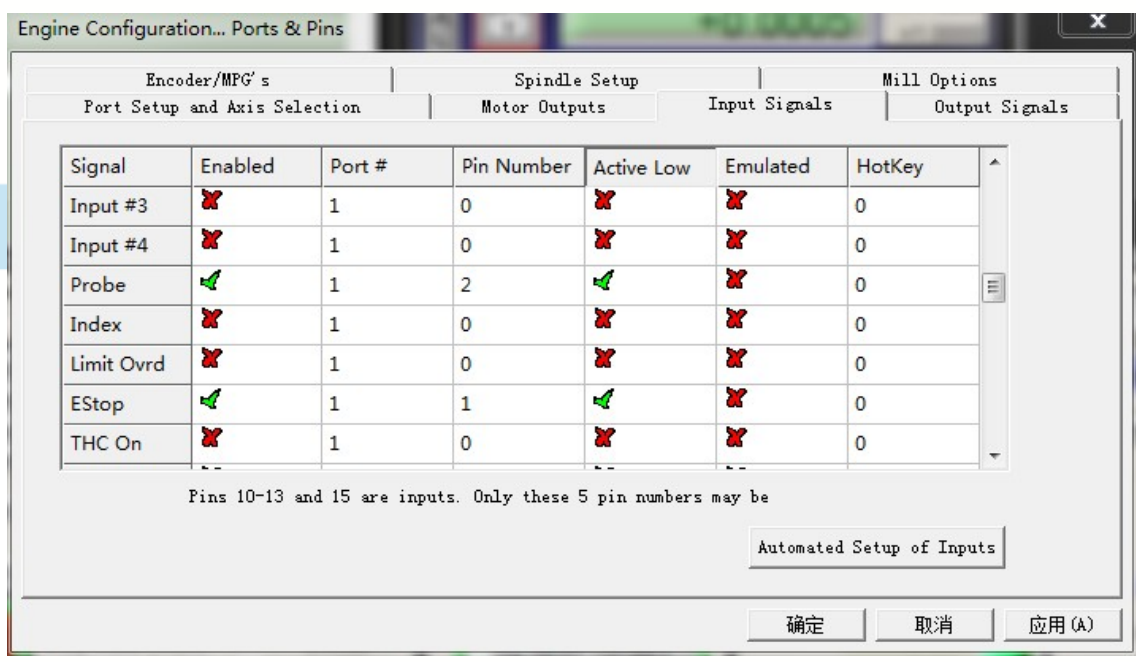 Engine Configuration... Ports & Pins
+0.0005
Encoder/MPG's Spindle Setup Mill Options
Port Setup and Axis Selection Motor Outputs Input Signals Output Signals
Signal Enabled Port # Pin Number Active Low Emulated HotKey
Input #3 1 0 0
Input #4 1 0 0
Probe 1 2 0
Index 1 0 0
Limit Ovrd 1 0 0
EStop 1 1 0
THC On 1 0 0
Pins 10-13 and 15 are inputs. Only these 5 pin numbers may be
Automated Setup of Inputs
确定 取消 应用(A)